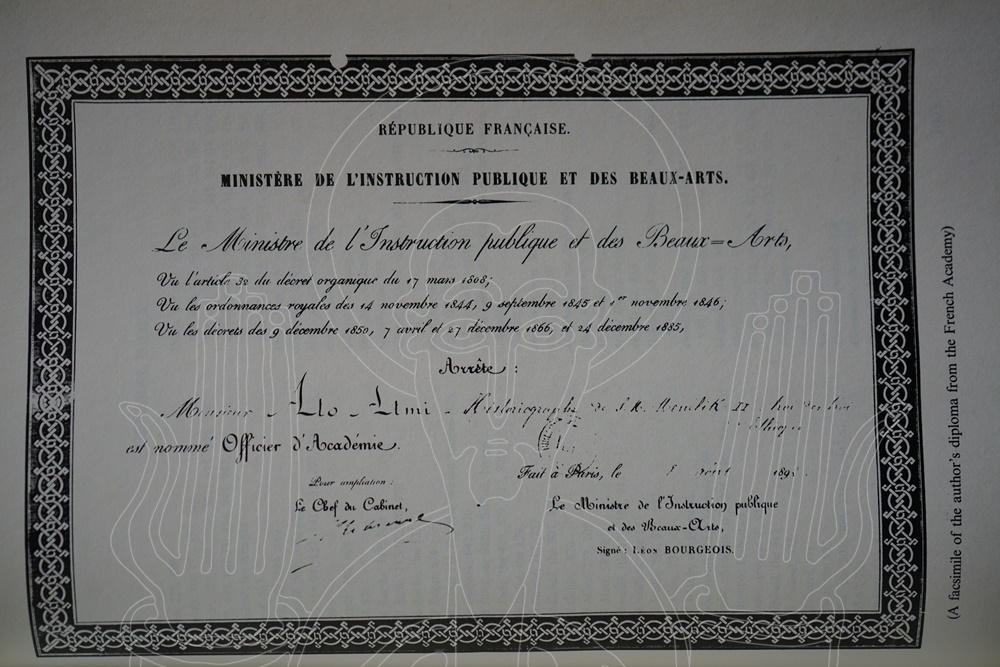 RÉPUBLIQUE FRANÇAISE.
MINISTÈRE DE L'INSTRUCTION PUBLIQUE ET DES BEAUX-ARTS.
Le Ministre de l'Instruction publique et des Beaux=Arts,
Vu l'article 32 du décret organique du 17 mars 1808;
Vu les ordonnances royales des 14 novembre 1844, 9 septembre 1845 et 1er novembre 1846;
Vu les décrets des 9 décembre 1850, 7 avril et 27 décembre 1866, et 24 décembre 1885,
Arrête :
Monsieur Ato-Atmi - Historiographe de S.M. Menelik II
est nommé Officier d'Académie.
Fait à Paris, le août 189
Pour ampliation :
Le Chef du Cabinet,
Le Ministre de l'Instruction publique
et des Beaux-Arts,
Signé : LÉON BOURGEOIS.
(A facsimile of the author's diploma from the French Academy)